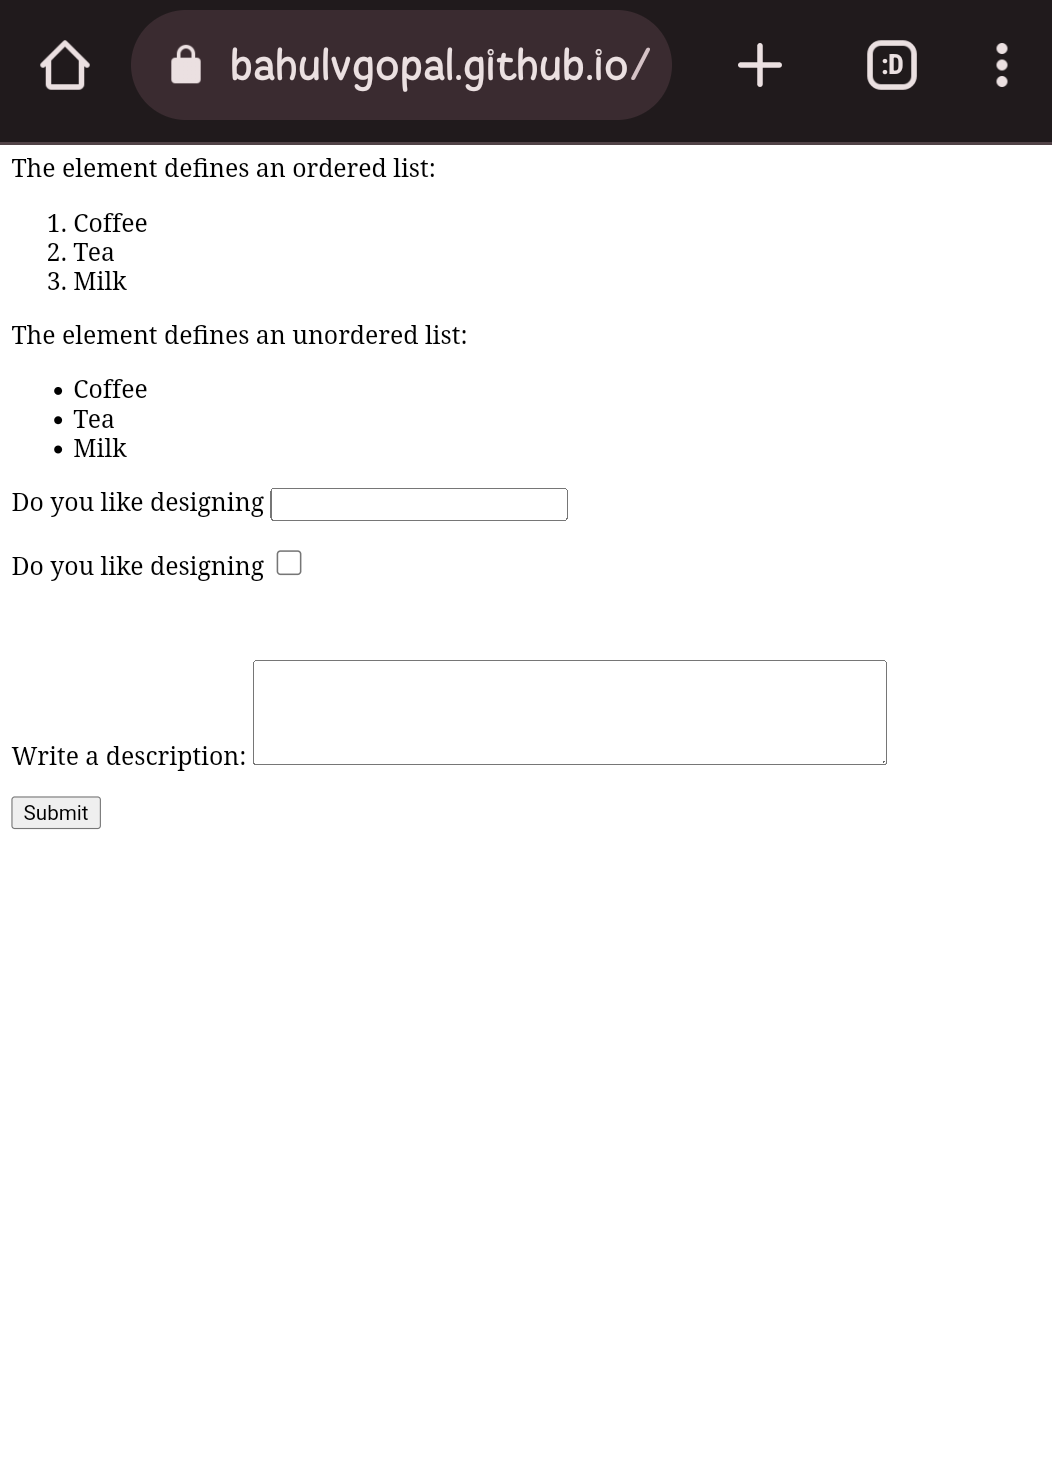 bahulvgopal.github.io/
:D
The element defines an ordered list:
1. Coffee
2. Tea
3. Milk
The element defines an unordered list:
• Coffee
• Tea
• Milk
Do you like designing
Do you like designing
Write a description:
Submit